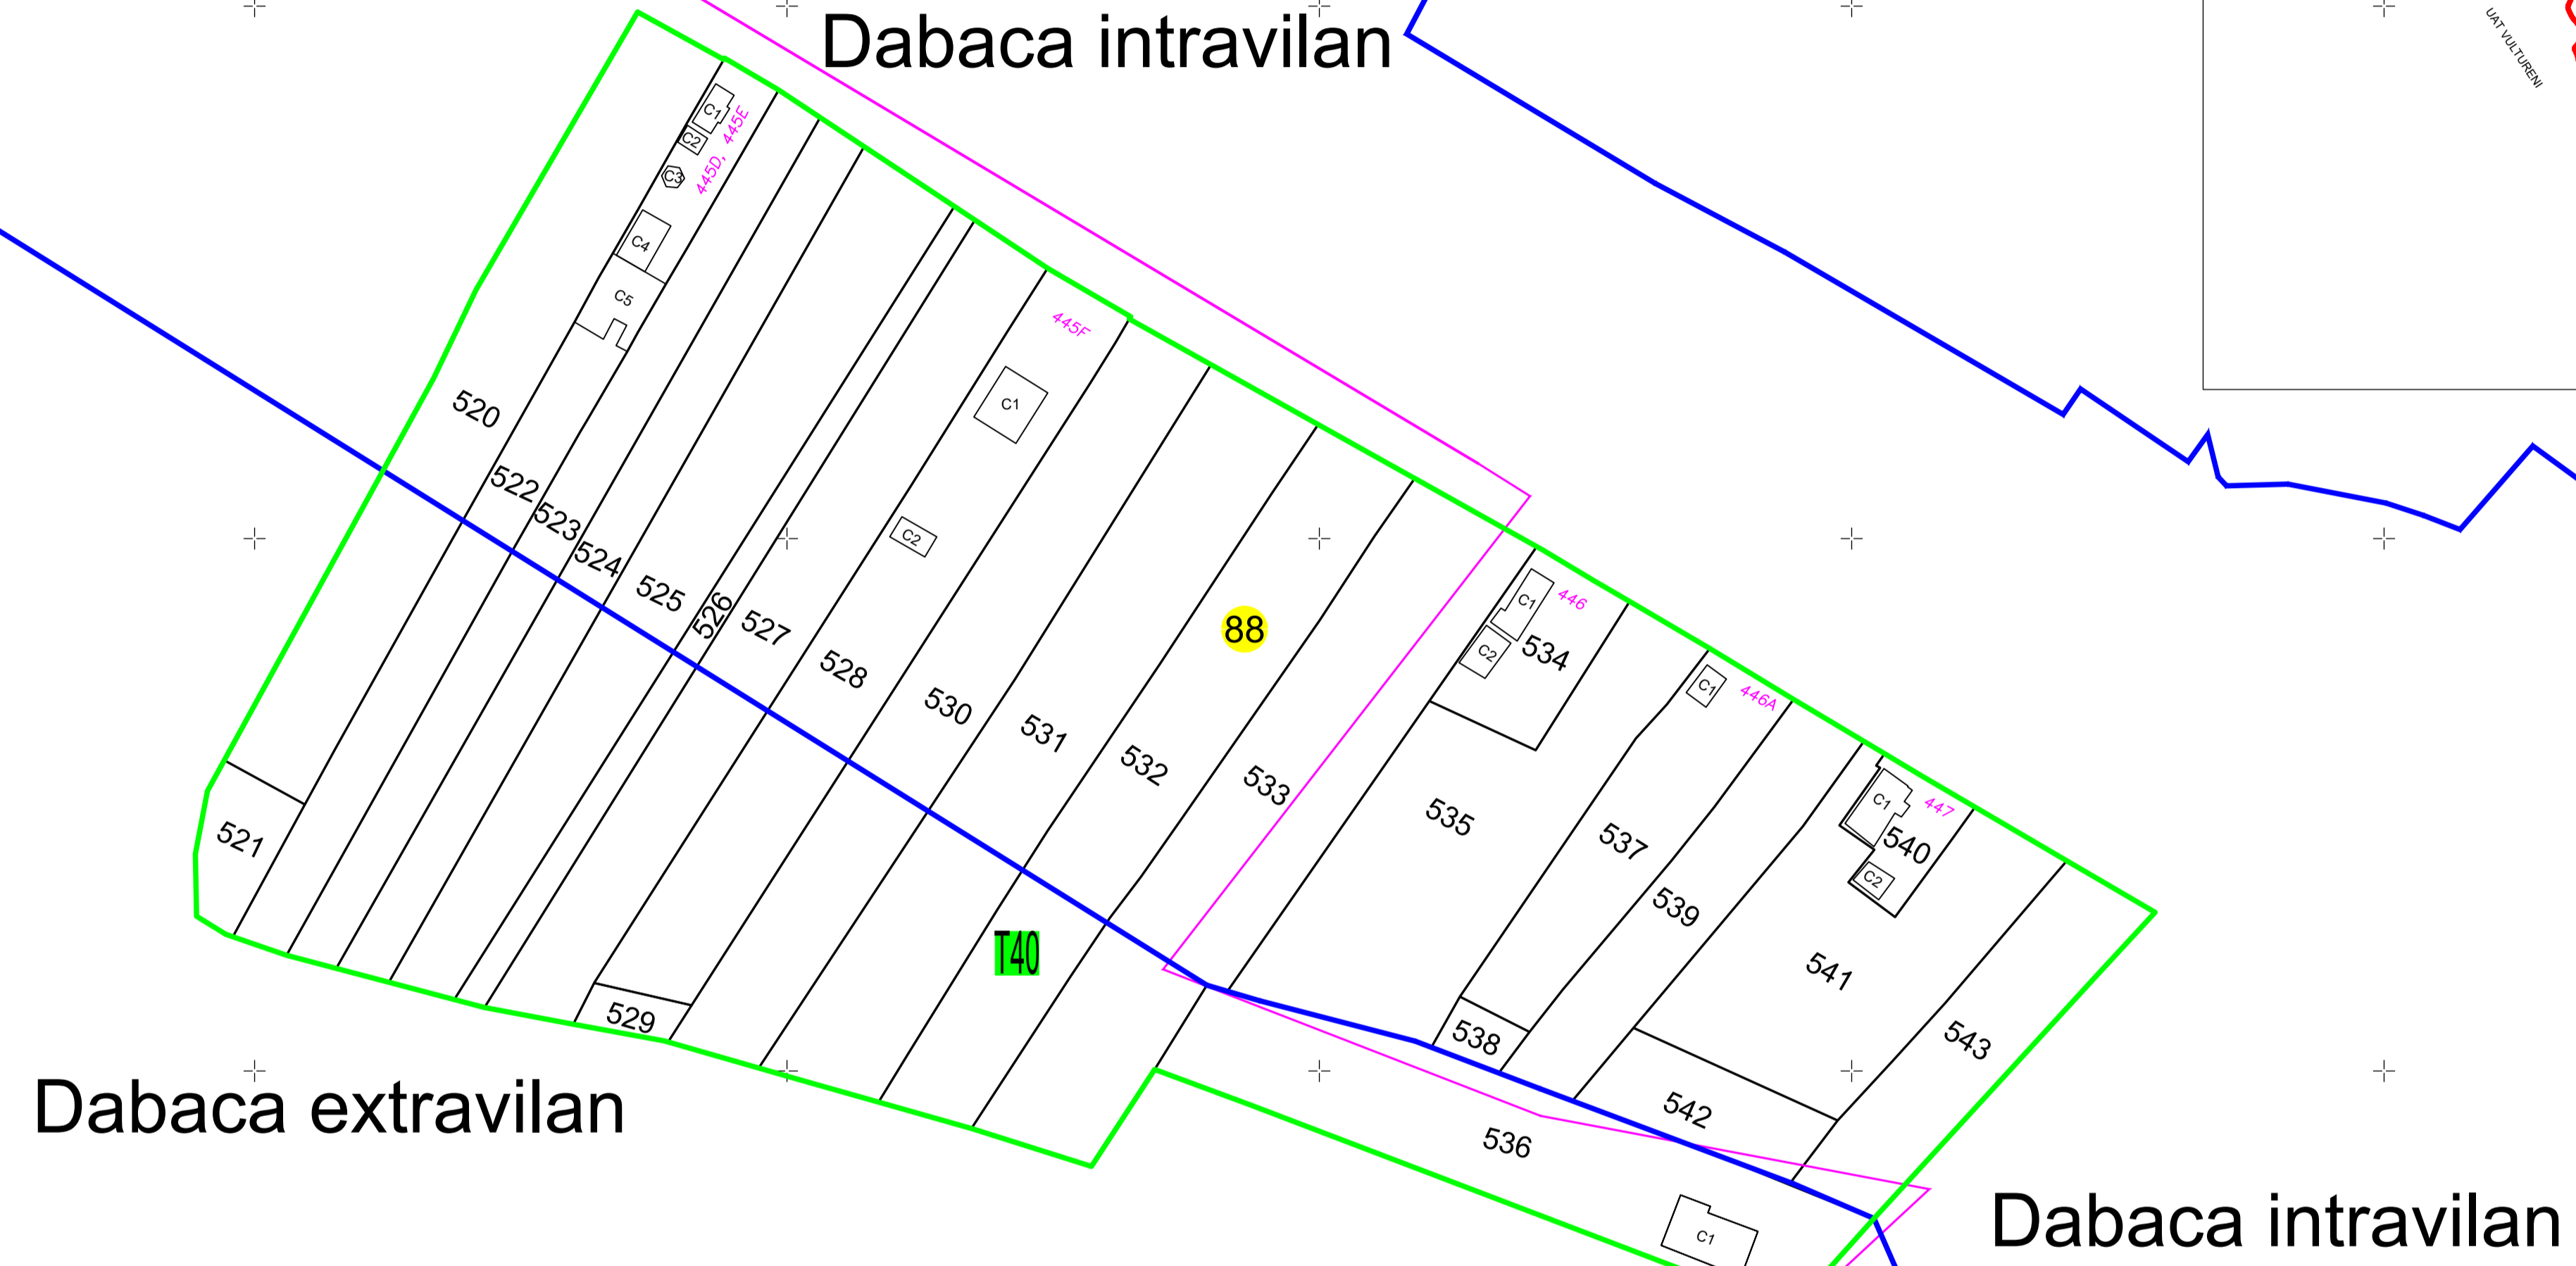 Dabaca intravilan
UAT VULTURENI
C1
C2
C3
445D, 445E
C4
C5
445F
C1
C2
520
522
523
524
525
526
527
528
530
531
532
88
533
446
C1
C2
534
C1
446A
535
537
539
C1
447
540
C2
541
543
521
529
T40
538
542
536
C1
Dabaca extravilan
Dabaca intravilan